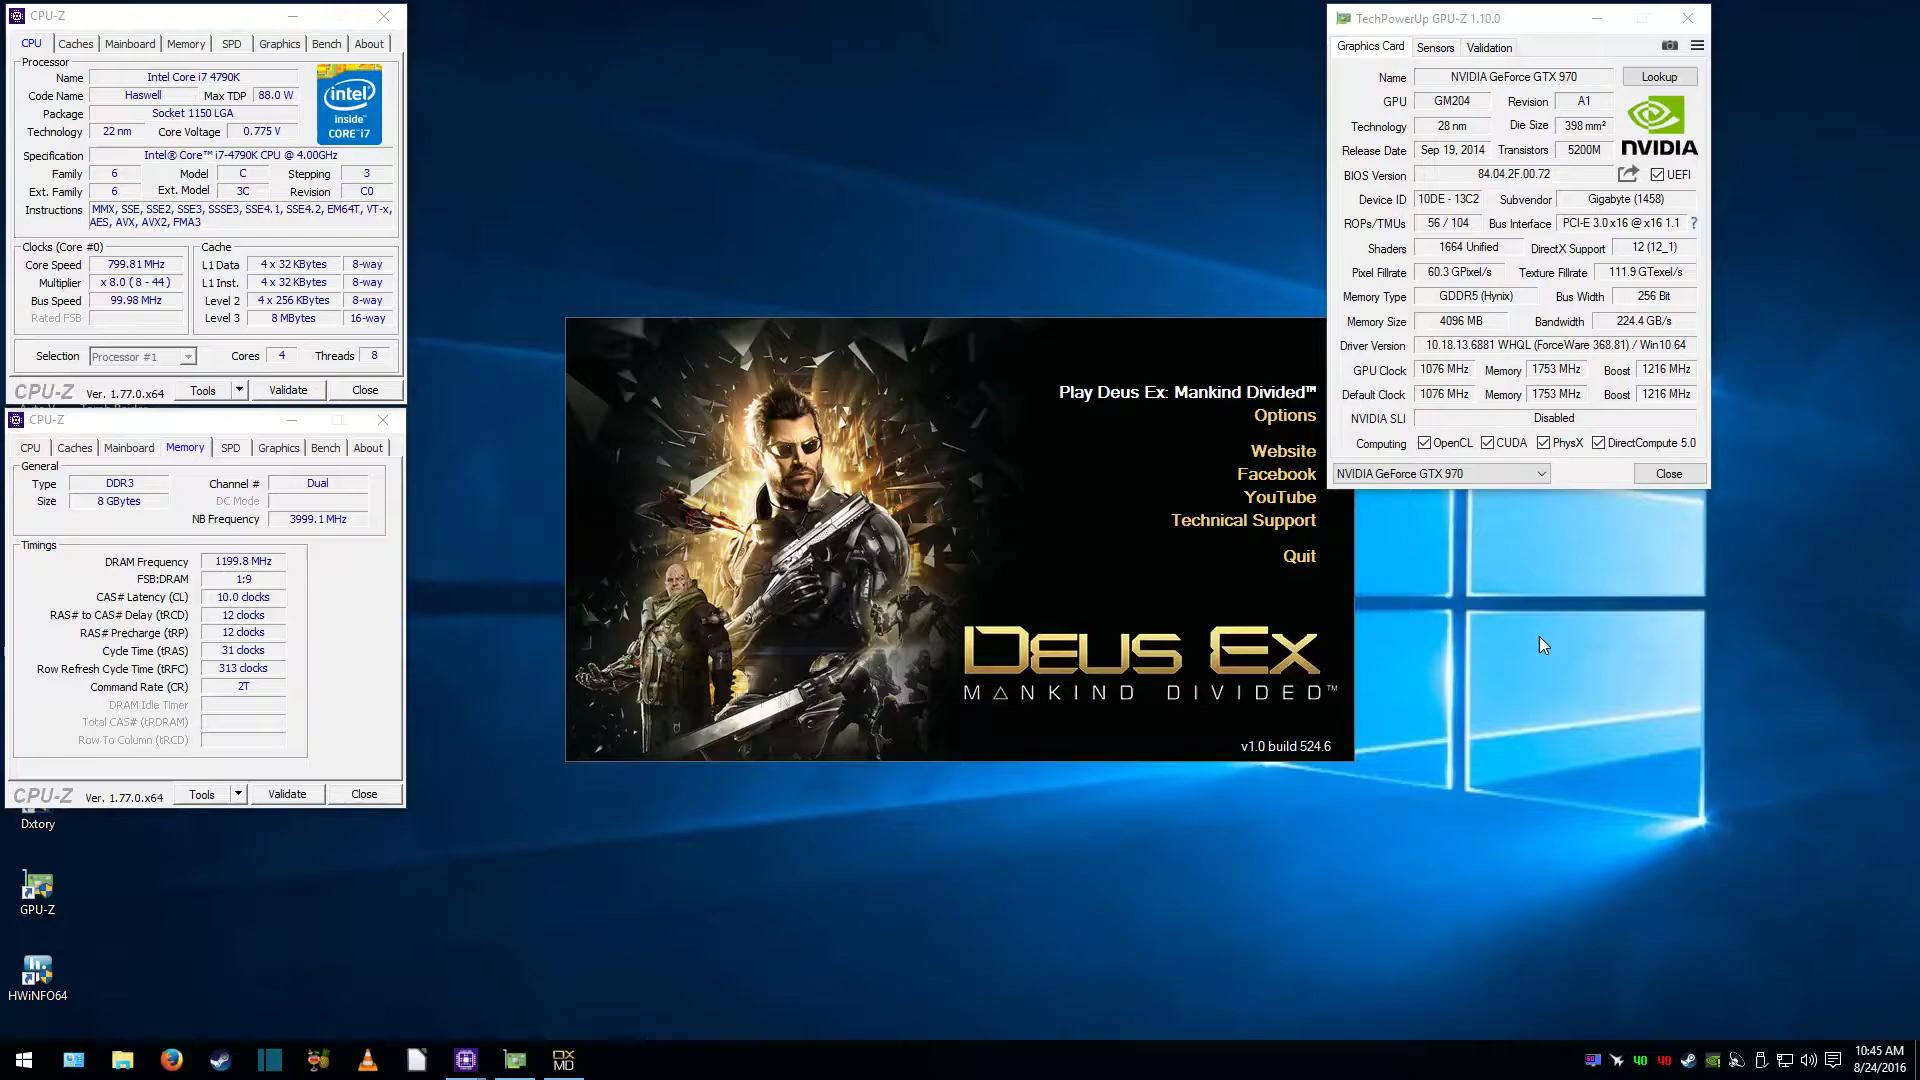 CPU-Z
CPU Caches Mainboard Memory SPD Graphics Bench About
Processor
Name Intel Core i7 4790K
Code Name Haswell Max TDP 88.0 W
Package Socket 1150 LGA
Technology 22 nm Core Voltage 0.775 V
intel
inside™
CORE™i7
Specification Intel® Core™ i7-4790K CPU @ 4.00GHz
Family 6 Model C Stepping 3
Ext. Family 6 Ext. Model 3C Revision C0
Instructions MMX, SSE, SSE2, SSE3, SSSE3, SSE4.1, SSE4.2, EM64T, VT-x,
AES, AVX, AVX2, FMA3
Clocks (Core #0)
Core Speed 799.81 MHz
Multiplier x 8.0 ( 8 - 44 )
Bus Speed 99.98 MHz
Rated FSB
Cache
L1 Data 4 x 32 KBytes 8-way
L1 Inst. 4 x 32 KBytes 8-way
Level 2 4 x 256 KBytes 8-way
Level 3 8 MBytes 16-way
Selection Processor #1 Cores 4 Threads 8
CPU-Z Ver. 1.77.0.x64 Tools Validate Close
CPU-Z
CPU Caches Mainboard Memory SPD Graphics Bench About
General
Type DDR3 Channel # Dual
Size 8 GBytes DC Mode
NB Frequency 3999.1 MHz
Timings
DRAM Frequency 1199.8 MHz
FSB:DRAM 1:9
CAS# Latency (CL) 10.0 clocks
RAS# to CAS# Delay (tRCD) 12 clocks
RAS# Precharge (tRP) 12 clocks
Cycle Time (tRAS) 31 clocks
Row Refresh Cycle Time (tRFC) 313 clocks
Command Rate (CR) 2T
DRAM Idle Timer
Total CAS# (tRDRAM)
Row To Column (tRCD)
CPU-Z Ver. 1.77.0.x64 Tools Validate Close
Dxtory
GPU-Z
HWiNFO64
Play Deus Ex: Mankind Divided™
Options
Website
Facebook
YouTube
Technical Support
Quit
DEUS EX
MANKIND DIVIDED™
v1.0 build 524.6
TechPowerUp GPU-Z 1.10.0
Graphics Card Sensors Validation
Name NVIDIA GeForce GTX 970 Lookup
GPU GM204 Revision A1
Technology 28 nm Die Size 398 mm²
Release Date Sep 19, 2014 Transistors 5200M
NVIDIA
BIOS Version 84.04.2F.00.72 UEFI
Device ID 10DE - 13C2 Subvendor Gigabyte (1458)
ROPs/TMUs 56 / 104 Bus Interface PCI-E 3.0 x16 @ x16 1.1 ?
Shaders 1664 Unified DirectX Support 12 (12_1)
Pixel Fillrate 60.3 GPixel/s Texture Fillrate 111.9 GTexel/s
Memory Type GDDR5 (Hynix) Bus Width 256 Bit
Memory Size 4096 MB Bandwidth 224.4 GB/s
Driver Version 10.18.13.6881 WHQL (ForceWare 368.81) / Win10 64
GPU Clock 1076 MHz Memory 1753 MHz Boost 1216 MHz
Default Clock 1076 MHz Memory 1753 MHz Boost 1216 MHz
NVIDIA SLI Disabled
Computing OpenCL CUDA PhysX DirectCompute 5.0
NVIDIA GeForce GTX 970 Close
DX
MD
40 40
10:45 AM
8/24/2016